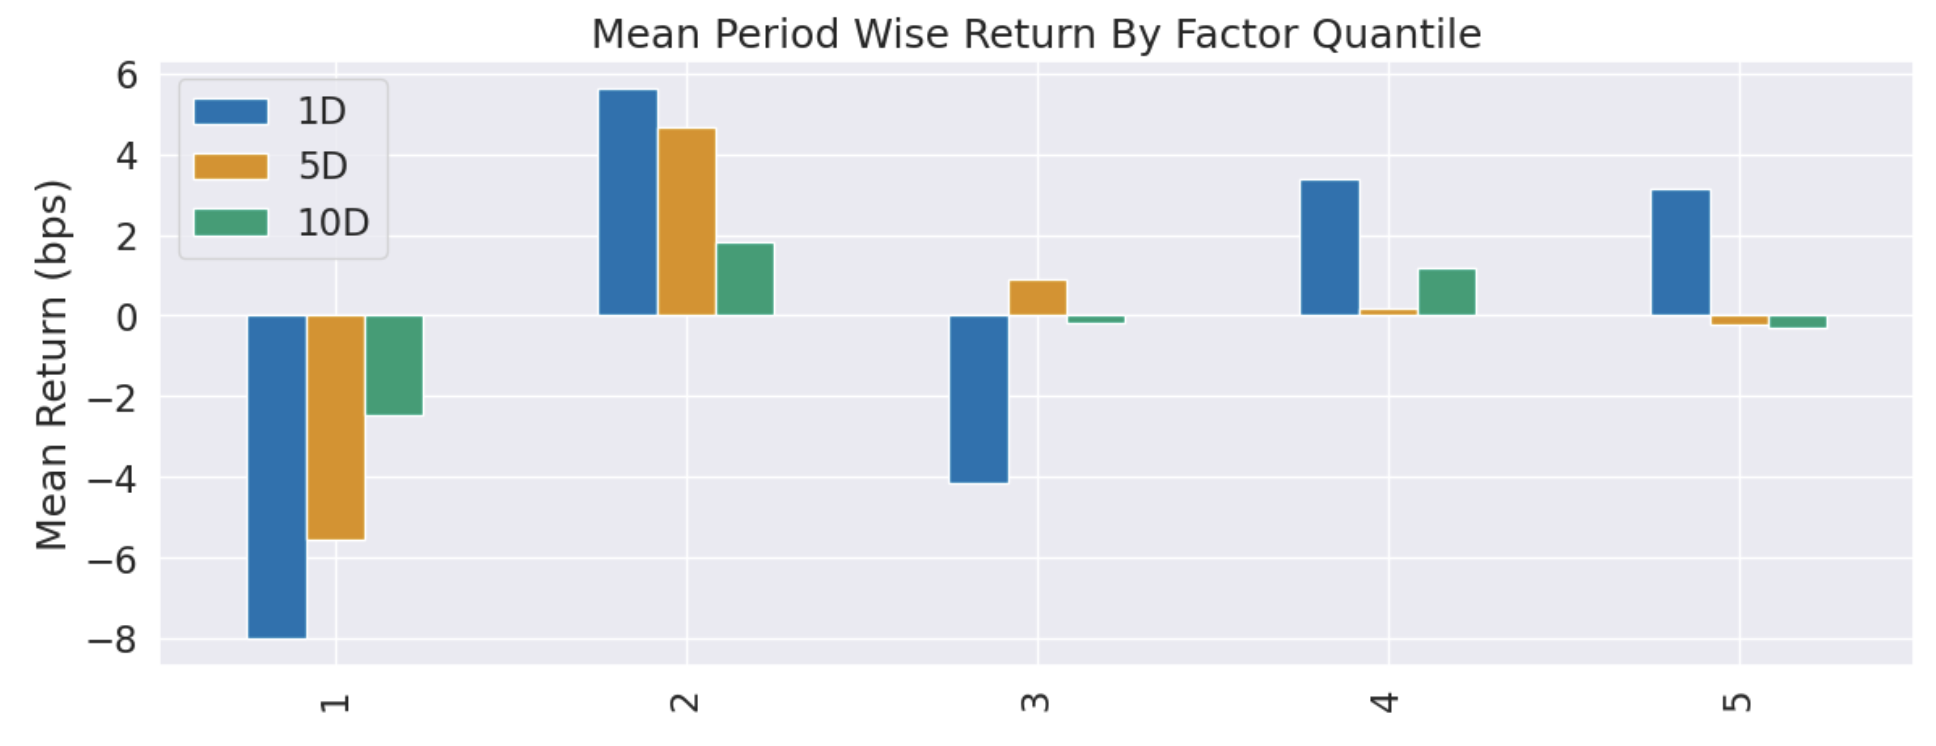 Mean Period Wise Return By Factor Quantile
Mean Return (bps)
6
4
2
0
−2
−4
−6
−8
1D
5D
10D
1
2
3
4
5